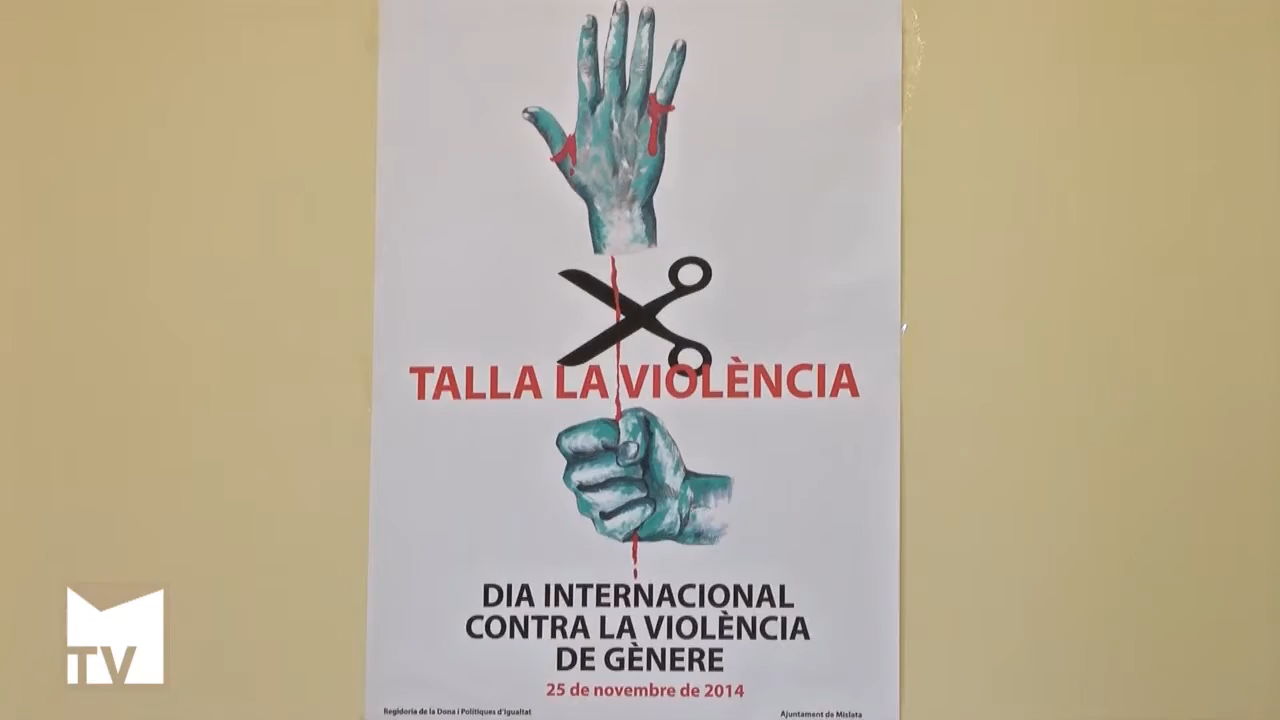 TALLA LA VIOLÈNCIA
DIA INTERNACIONAL
CONTRA LA VIOLÈNCIA
DE GÈNERE
25 de novembre de 2014
Regidoria de la Dona i Polítiques d'Igualtat
Ajuntament de Mislata
TV